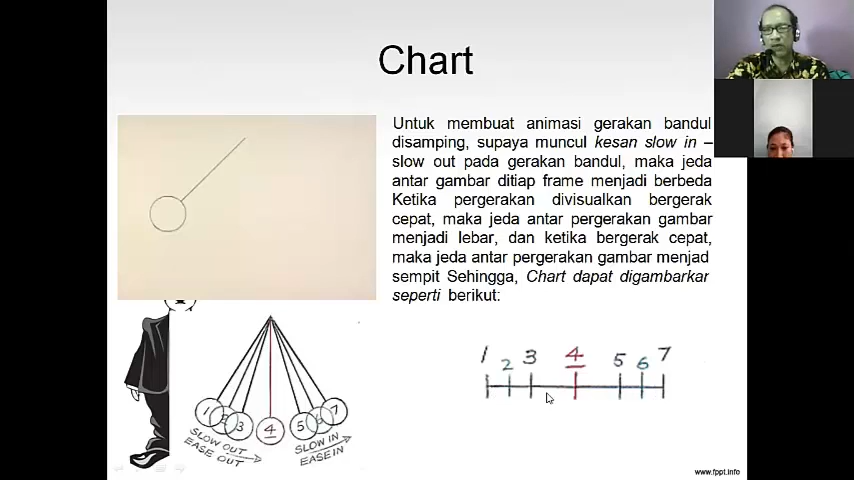 Chart
Untuk membuat animasi gerakan bandul
disamping, supaya muncul kesan slow in –
slow out pada gerakan bandul, maka jeda
antar gambar ditiap frame menjadi berbeda
Ketika pergerakan divisualkan bergerak
cepat, maka jeda antar pergerakan gambar
menjadi lebar, dan ketika bergerak cepat,
maka jeda antar pergerakan gambar menjad
sempit Sehingga, Chart dapat digambarkar
seperti berikut:
1 2 3 4 5 6 7
1 2 3 4 5 6 7
SLOW OUT
EASE OUT
SLOW IN
EASE IN
www.fppt.info